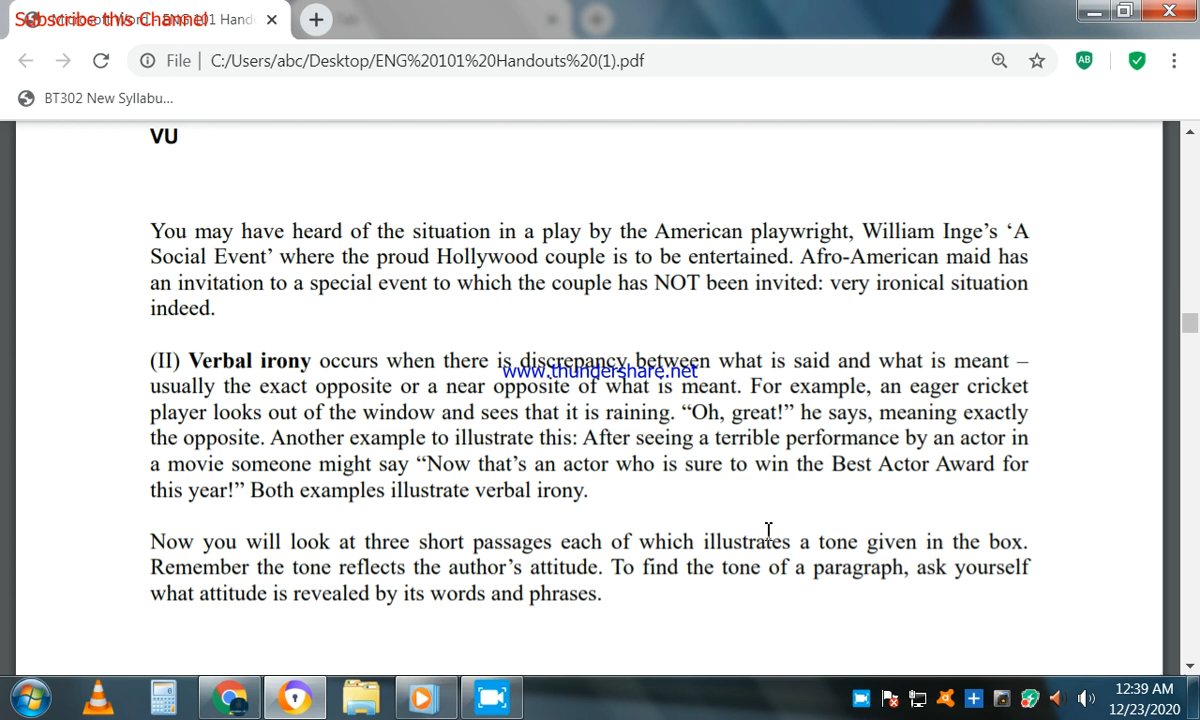 Subscribe this Channel!
C:/Users/abc/Desktop/ENG%20101%20Handouts%20(1).pdf
File
BT302 New Syllabu...
VU
You may have heard of the situation in a play by the American playwright, William Inge's 'A
Social Event' where the proud Hollywood couple is to be entertained. Afro-American maid has
an invitation to a special event to which the couple has NOT been invited: very ironical situation
indeed.
(II) Verbal irony occurs when there is discrepancy between what is said and what is meant –
www.thundershare.net
usually the exact opposite or a near opposite of what is meant. For example, an eager cricket
player looks out of the window and sees that it is raining. "Oh, great!" he says, meaning exactly
the opposite. Another example to illustrate this: After seeing a terrible performance by an actor in
a movie someone might say "Now that's an actor who is sure to win the Best Actor Award for
this year!" Both examples illustrate verbal irony.
Now you will look at three short passages each of which illustrates a tone given in the box.
Remember the tone reflects the author's attitude. To find the tone of a paragraph, ask yourself
what attitude is revealed by its words and phrases.
12:39 AM
12/23/2020